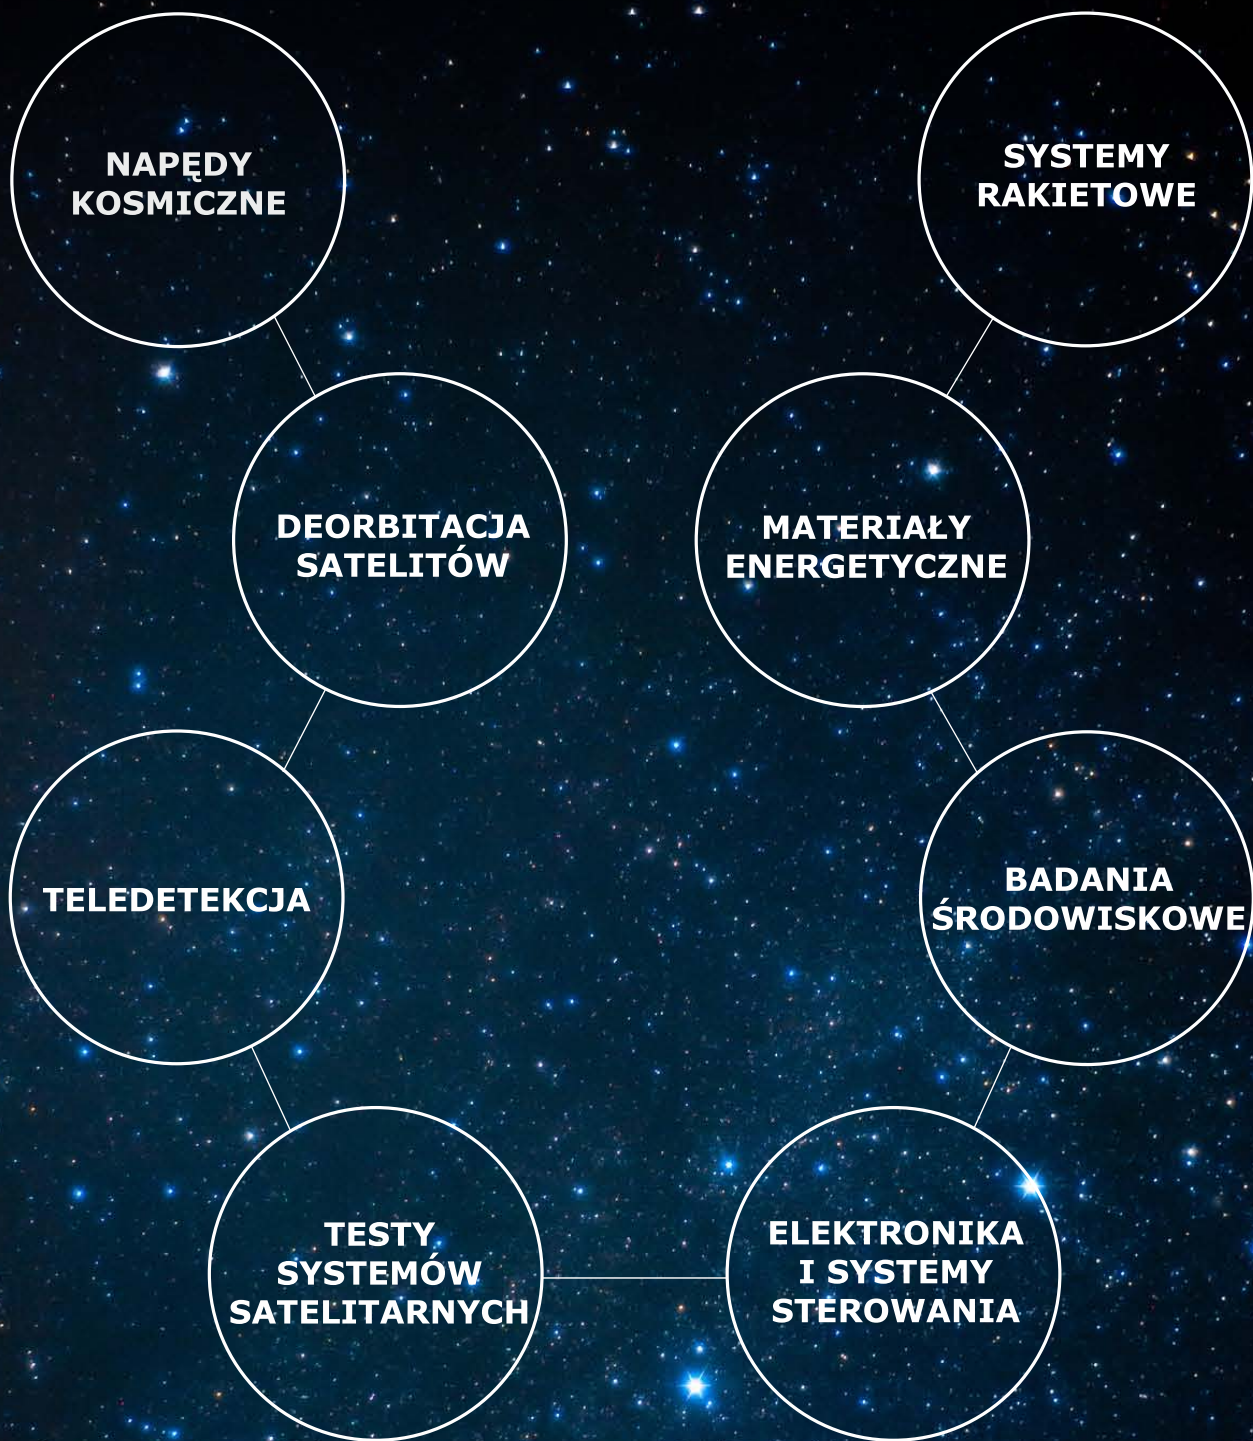 NAPĘDY
KOSMICZNE
SYSTEMY
RAKIETOWE
DEORBITACJA
SATELITÓW
MATERIAŁY
ENERGETYCZNE
TELEDETEKCJA
BADANIA
ŚRODOWISKOWE
TESTY
SYSTEMÓW
SATELITARNYCH
ELEKTRONIKA
I SYSTEMY
STEROWANIA